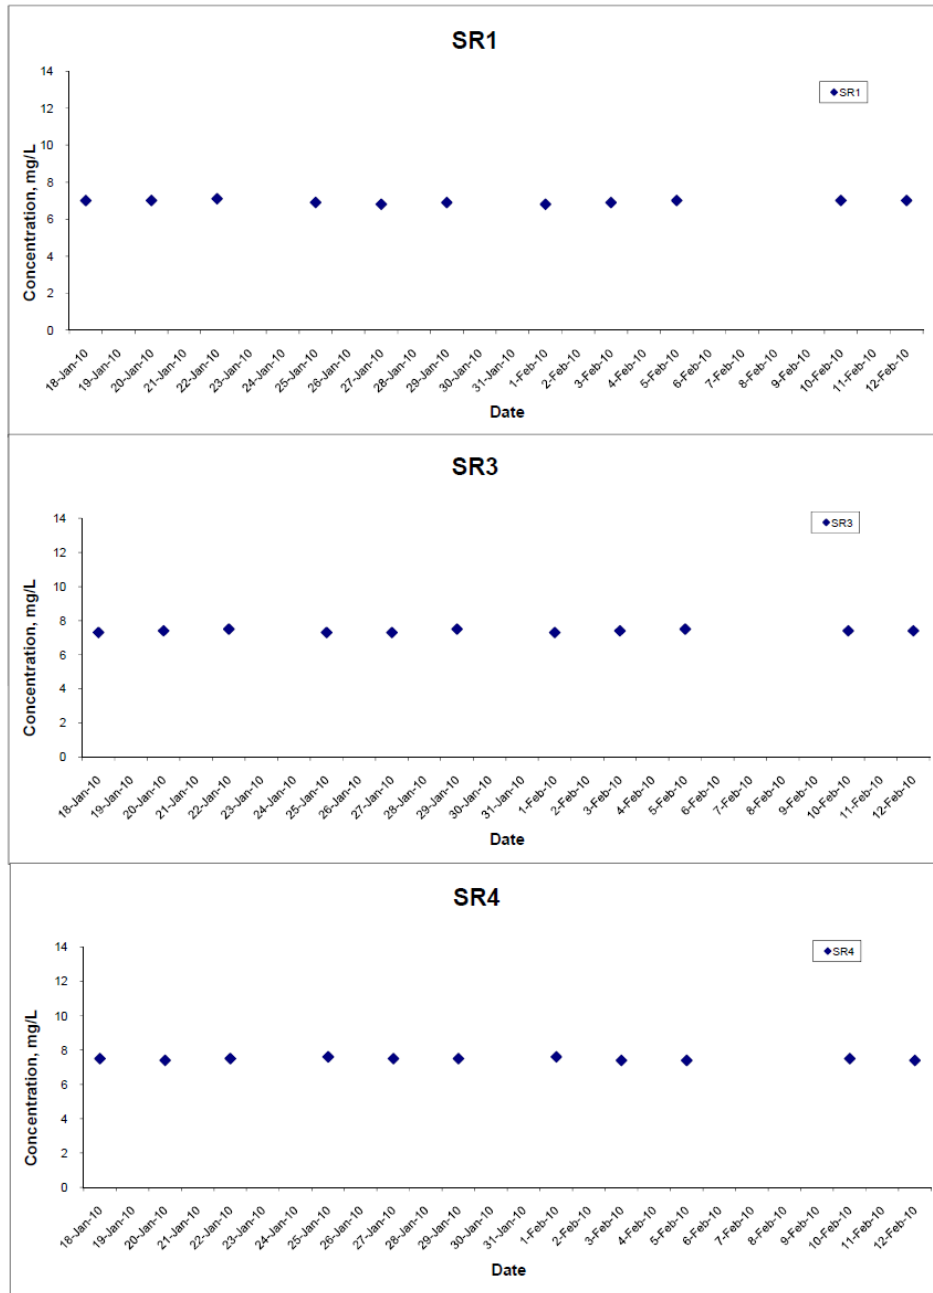 SR1
14
SR1
12
10
8
6
4
2
0
Concentration, mg/L
18-Jan-10 19-Jan-10 20-Jan-10 21-Jan-10 22-Jan-10 23-Jan-10 24-Jan-10 25-Jan-10 26-Jan-10 27-Jan-10 28-Jan-10 29-Jan-10 30-Jan-10 31-Jan-10 1-Feb-10 2-Feb-10 3-Feb-10 4-Feb-10 5-Feb-10 6-Feb-10 7-Feb-10 8-Feb-10 9-Feb-10 10-Feb-10 11-Feb-10 12-Feb-10
Date
SR3
14
SR3
12
10
8
6
4
2
0
Concentration, mg/L
18-Jan-10 19-Jan-10 20-Jan-10 21-Jan-10 22-Jan-10 23-Jan-10 24-Jan-10 25-Jan-10 26-Jan-10 27-Jan-10 28-Jan-10 29-Jan-10 30-Jan-10 31-Jan-10 1-Feb-10 2-Feb-10 3-Feb-10 4-Feb-10 5-Feb-10 6-Feb-10 7-Feb-10 8-Feb-10 9-Feb-10 10-Feb-10 11-Feb-10 12-Feb-10
Date
SR4
14
SR4
12
10
8
6
4
2
0
Concentration, mg/L
18-Jan-10 19-Jan-10 20-Jan-10 21-Jan-10 22-Jan-10 23-Jan-10 24-Jan-10 25-Jan-10 26-Jan-10 27-Jan-10 28-Jan-10 29-Jan-10 30-Jan-10 31-Jan-10 1-Feb-10 2-Feb-10 3-Feb-10 4-Feb-10 5-Feb-10 6-Feb-10 7-Feb-10 8-Feb-10 9-Feb-10 10-Feb-10 11-Feb-10 12-Feb-10
Date